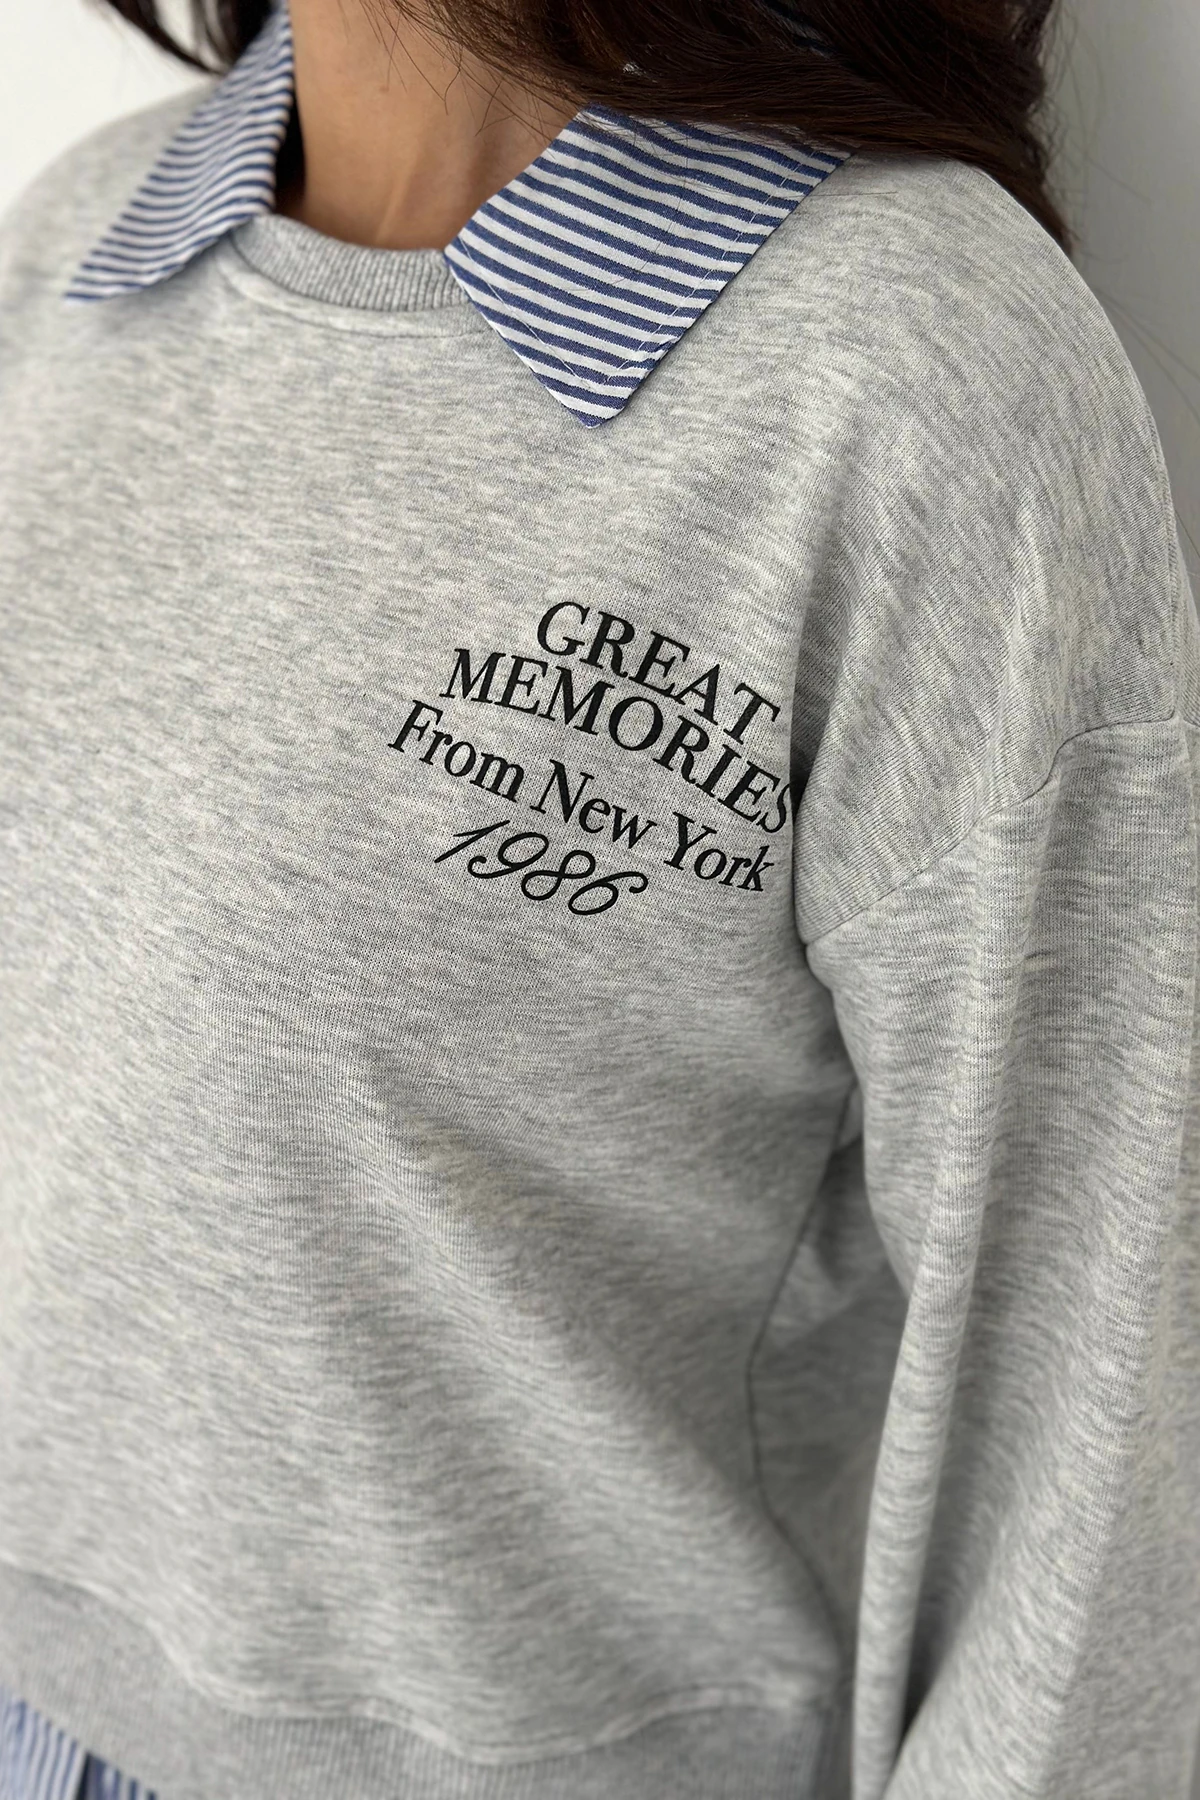 GREAT
MEMORIES
From New York
1986